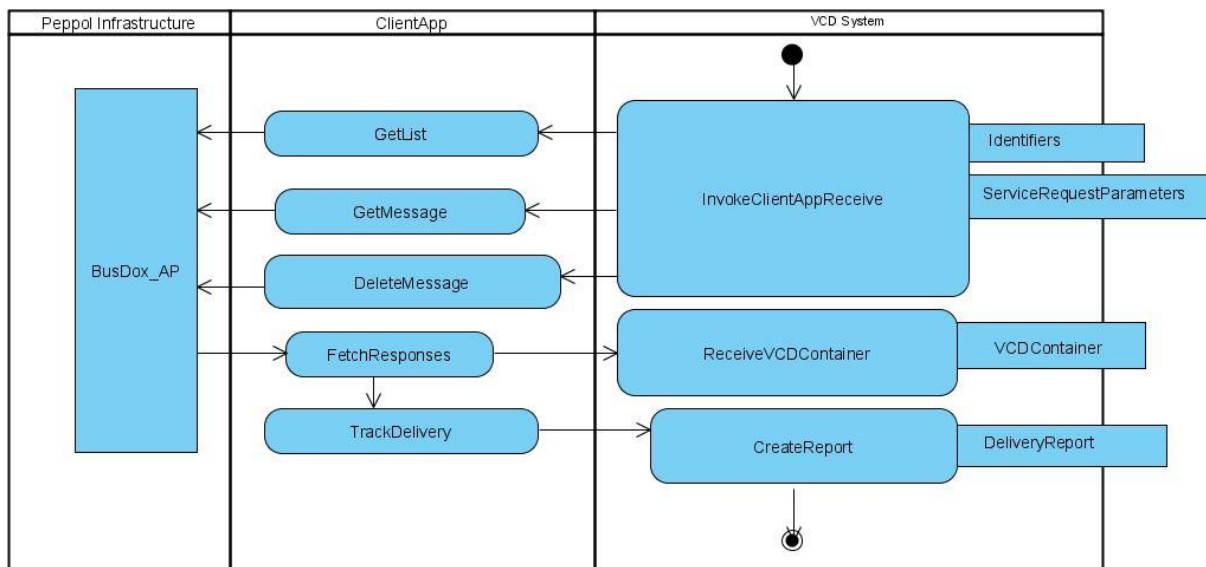 Peppol Infrastructure
ClientApp
VCD System
GetList
Identifiers
InvokeClientAppReceive
ServiceRequestParameters
GetMessage
BusDox_AP
DeleteMessage
FetchResponses
ReceiveVCDContainer
VCDContainer
TrackDelivery
CreateReport
DeliveryReport